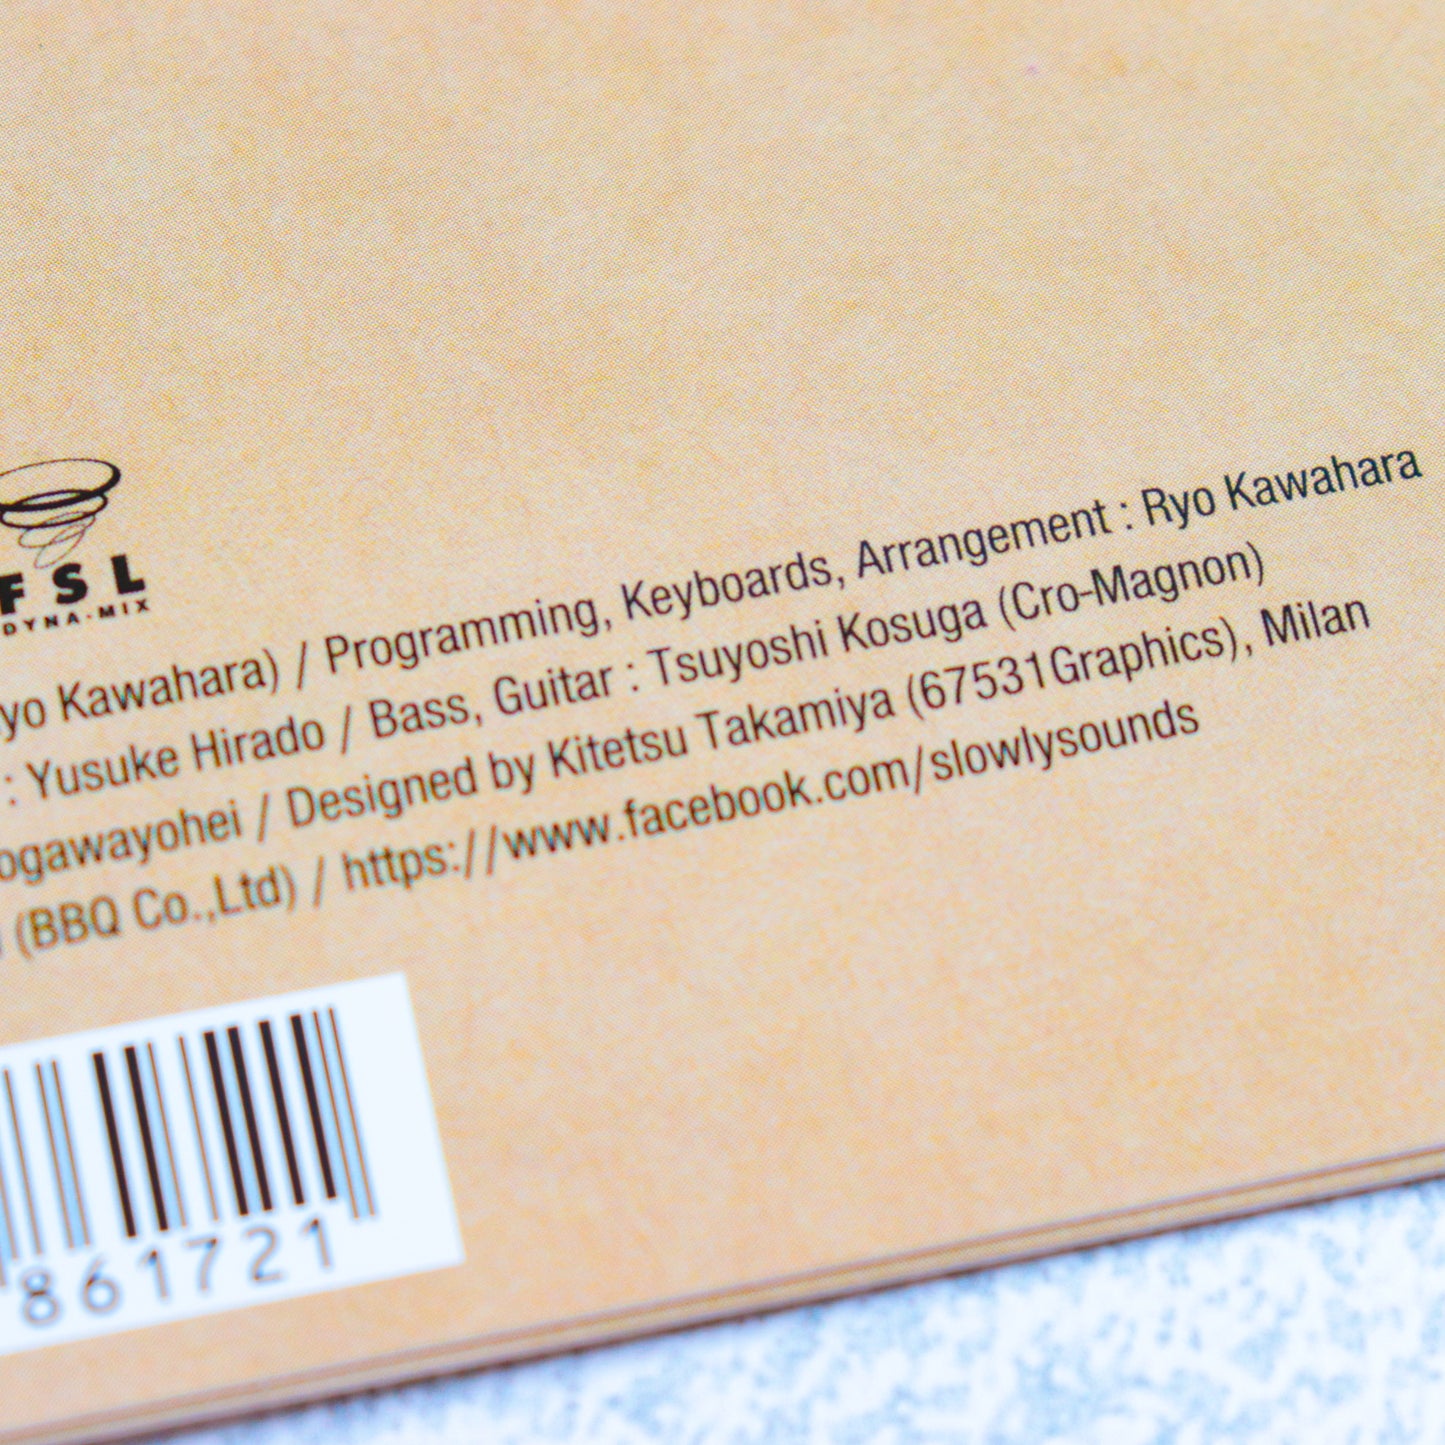 FSL
DYNA-MIX
yo Kawahara) / Programming, Keyboards, Arrangement : Ryo Kawahara
: Yusuke Hirado / Bass, Guitar : Tsuyoshi Kosuga (Cro-Magnon)
ogawayohei / Designed by Kitetsu Takamiya (67531Graphics), Milan
(BBQ Co.,Ltd) / https://www.facebook.com/slowlysounds
861721